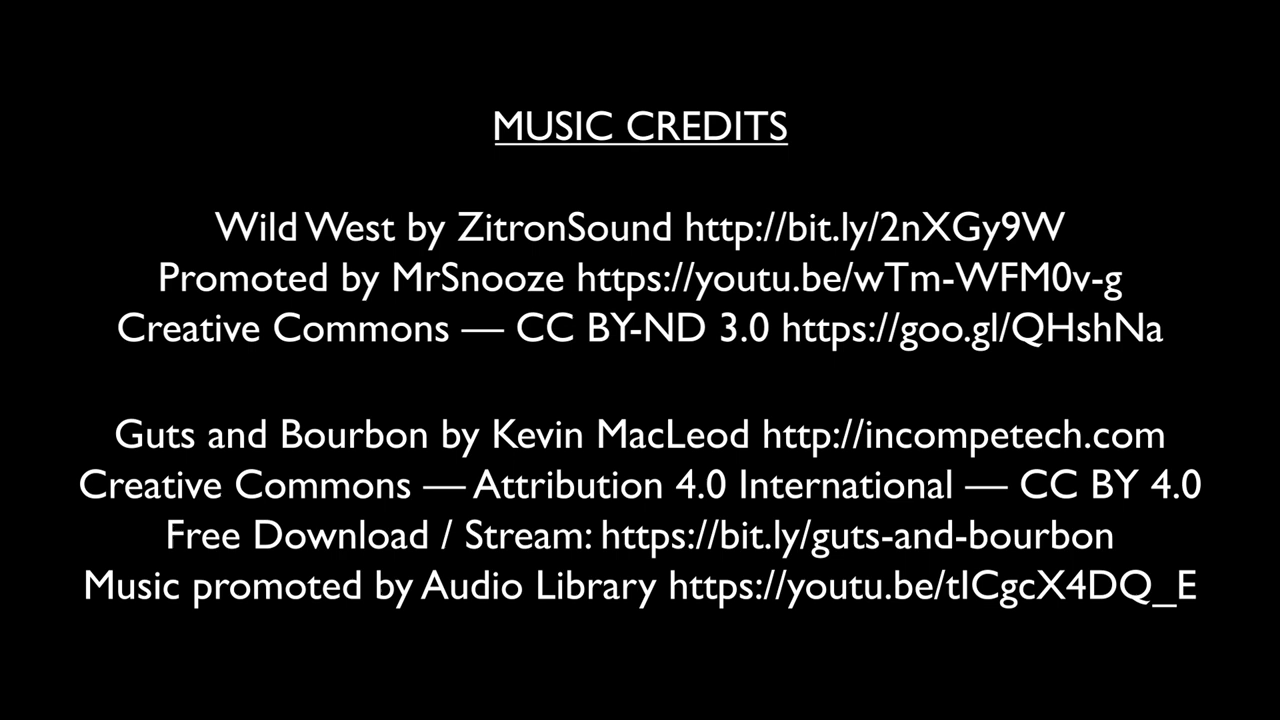 MUSIC CREDITS
Wild West by ZitronSound http://bit.ly/2nXGy9W
Promoted by MrSnooze https://youtu.be/wTm-WFM0v-g
Creative Commons — CC BY-ND 3.0 https://goo.gl/QHshNa
Guts and Bourbon by Kevin MacLeod http://incompetech.com
Creative Commons — Attribution 4.0 International — CC BY 4.0
Free Download / Stream: https://bit.ly/guts-and-bourbon
Music promoted by Audio Library https://youtu.be/tICgcX4DQ_E